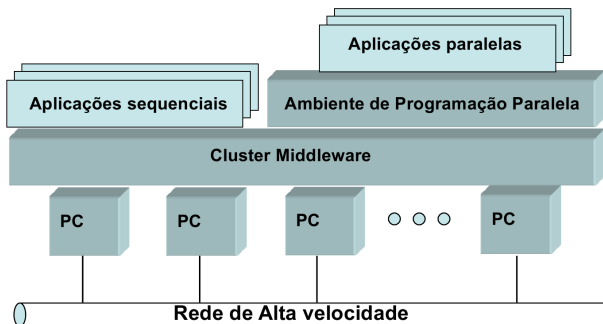 Aplicações paralelas
Aplicações sequenciais
Ambiente de Programação Paralela
Cluster Middleware
PC
PC
PC
PC
Rede de Alta velocidade